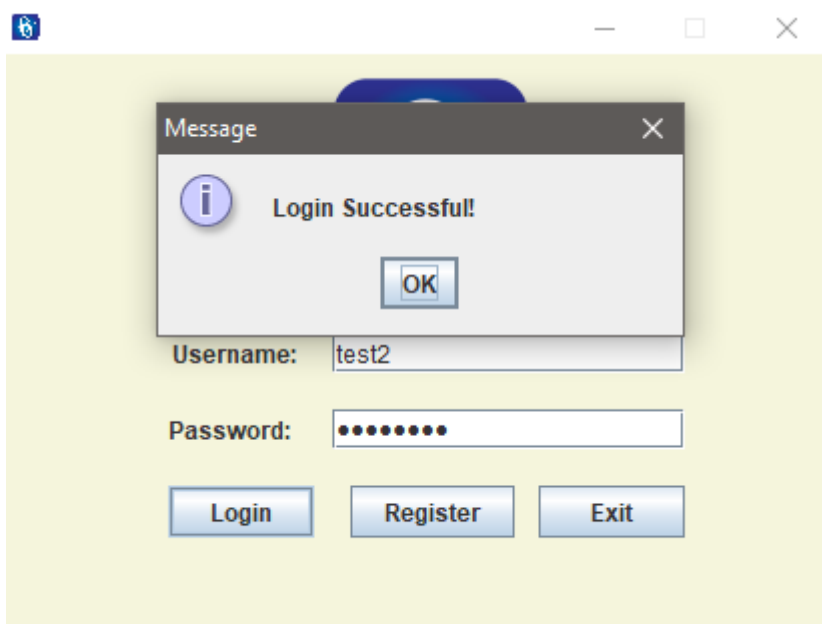 Message
i
Login Successful!
OK
Username: test2
Password: ••••••••
Login Register Exit